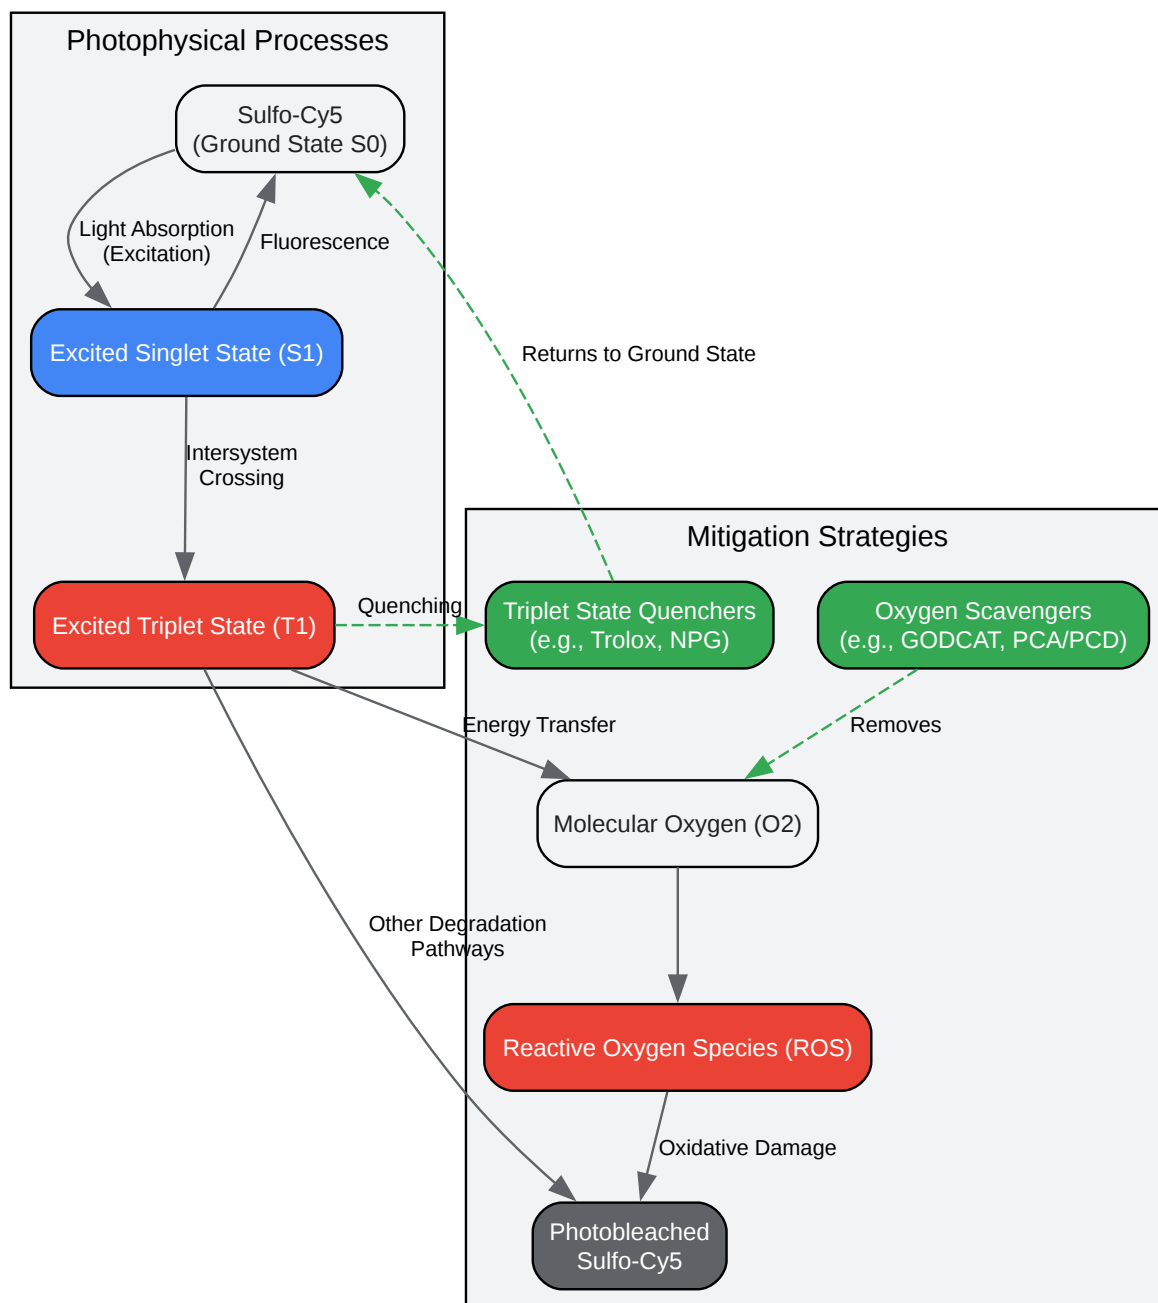 Photophysical Processes
Sulfo-Cy5
(Ground State S0)
Light Absorption
(Excitation)
Fluorescence
Excited Singlet State (S1)
Returns to Ground State
Intersystem
Crossing
Mitigation Strategies
Excited Triplet State (T1)
Quenching
Triplet State Quenchers
(e.g., Trolox, NPG)
Oxygen Scavengers
(e.g., GODCAT, PCA/PCD)
Energy Transfer
Removes
Molecular Oxygen (O2)
Other Degradation
Pathways
Reactive Oxygen Species (ROS)
Oxidative Damage
Photobleached
Sulfo-Cy5